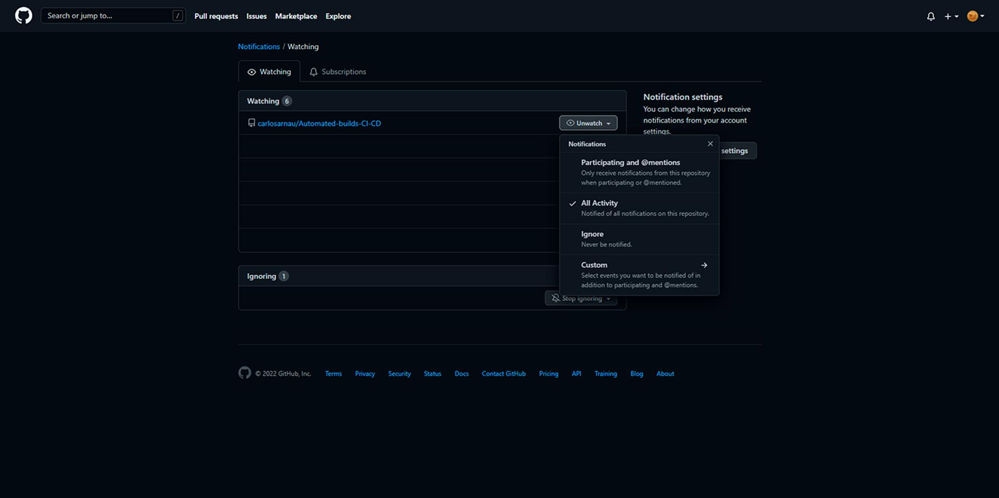 Search or jump to... /
Pull requests Issues Marketplace Explore
Notifications / Watching
Watching Subscriptions
Watching 6
carlosarnau/Automated-builds-CI-CD
Unwatch
Notifications
Participating and @mentions
Only receive notifications from this repository
when participating or @mentioned.
All Activity
Notified of all notifications on this repository.
Ignore
Never be notified.
Custom
Select events you want to be notified of in
addition to participating and @mentions.
Notification settings
You can change how you receive
notifications from your account
settings.
settings
Ignoring 1
Stop ignoring
© 2022 GitHub, Inc. Terms Privacy Security Status Docs Contact GitHub Pricing API Training Blog About